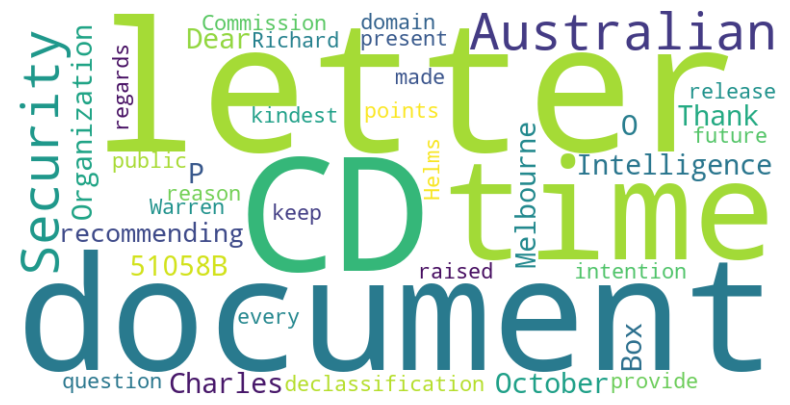 Commission domain Australian
Dear Richard present
letter
Security Organization regards made release
kindest points O Thank
future
public P Helms Melbourne Intelligence
reason CD time
Warren keep
recommending
51058B raised intention
document
every Box
question Charles declassification October provide